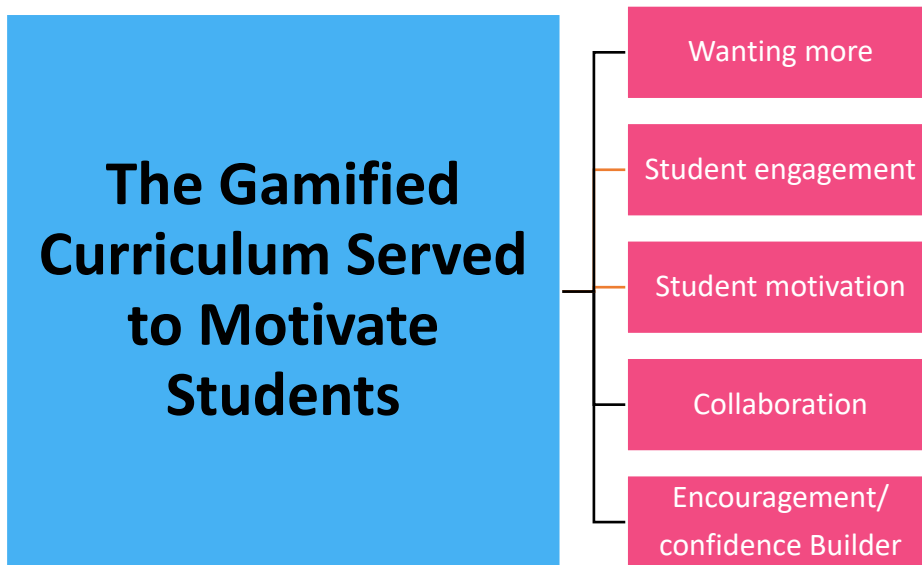 The Gamified
Curriculum Served
to Motivate
Students
Wanting more
Student engagement
Student motivation
Collaboration
Encouragement/
confidence Builder